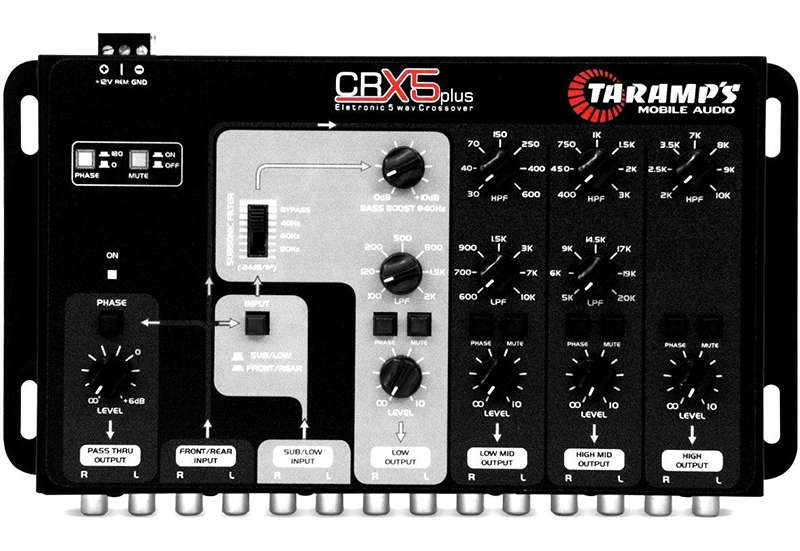 + | -
+12V REM GND
CRX5plus
Eletronic 5 way Crossover
TARAMP'S
MOBILE AUDIO
180
0
PHASE
ON
OFF
MUTE
SUBSONIC FILTER
BYPASS
40Hz
60Hz
80Hz
(-24dB/8ª)
0dB +10dB
BASS BOOST @40Hz
30 40 70 150 250 400 600
HPF
400 450 750 1K 1.5K 2K 3K
HPF
2K 2.5K 3.5K 7K 8K 9K 10K
HPF
100 120 200 500 800 1.5K 2K
LPF
600 700 900 1.5K 3K 7K 10K
LPF
5K 6K 9K 14.5K 17K 19K 20K
LPF
ON
PHASE
INPUT
SUB/LOW
FRONT/REAR
PHASE MUTE
PHASE MUTE
PHASE MUTE
PHASE MUTE
0
∞ +6dB
LEVEL
∞ 10
LEVEL
∞ 10
LEVEL
∞ 10
LEVEL
∞ 10
LEVEL
PASS THRU
OUTPUT
R L
FRONT/REAR
INPUT
R L
SUB/LOW
INPUT
R L
LOW
OUTPUT
R L
LOW MID
OUTPUT
R L
HIGH MID
OUTPUT
R L
HIGH
OUTPUT
R L